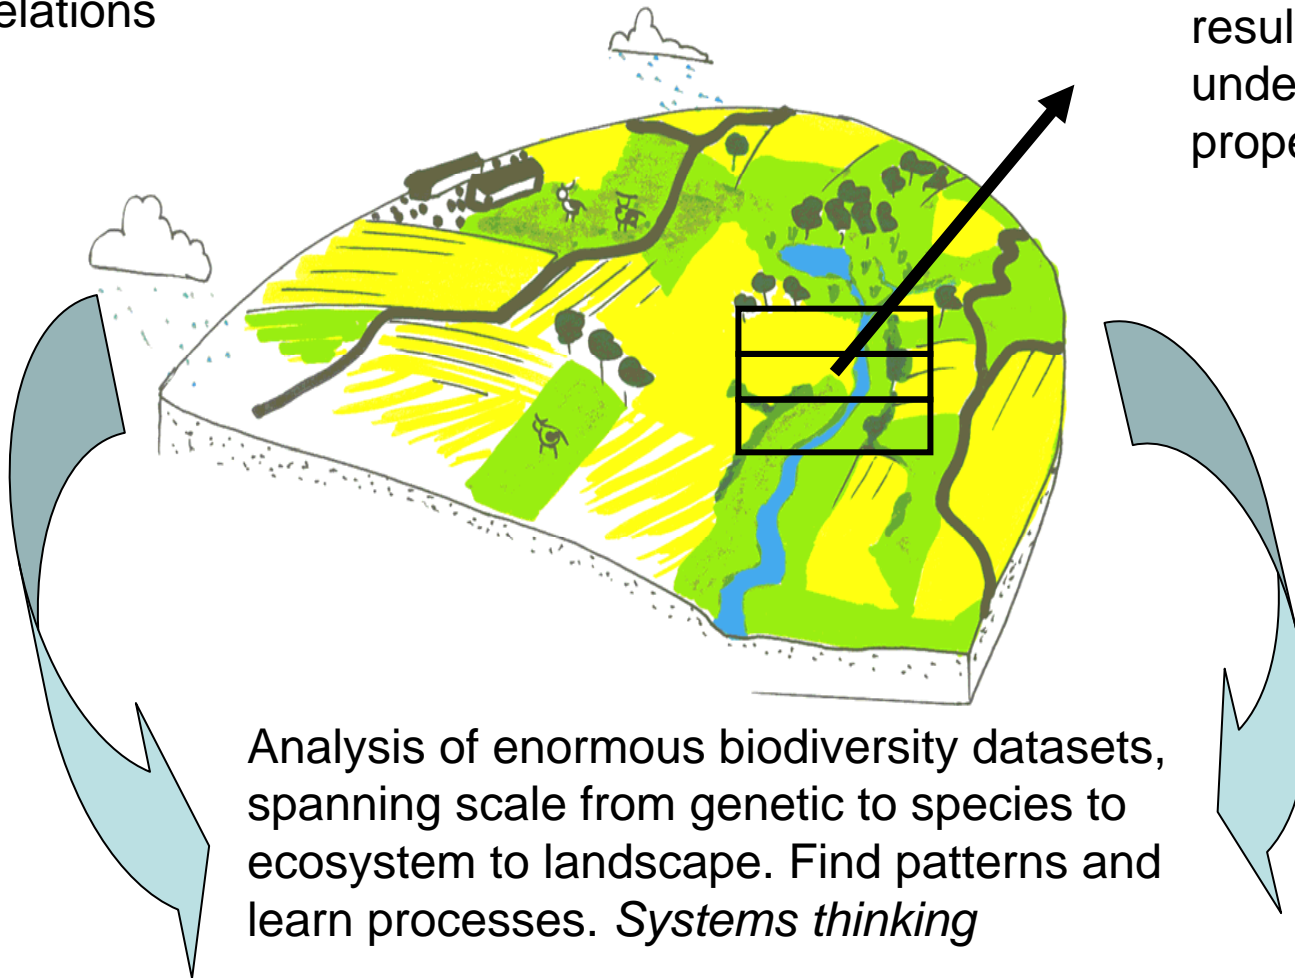 elations
resul
unde
prope
Analysis of enormous biodiversity datasets,
spanning scale from genetic to species to
ecosystem to landscape. Find patterns and
learn processes. Systems thinking